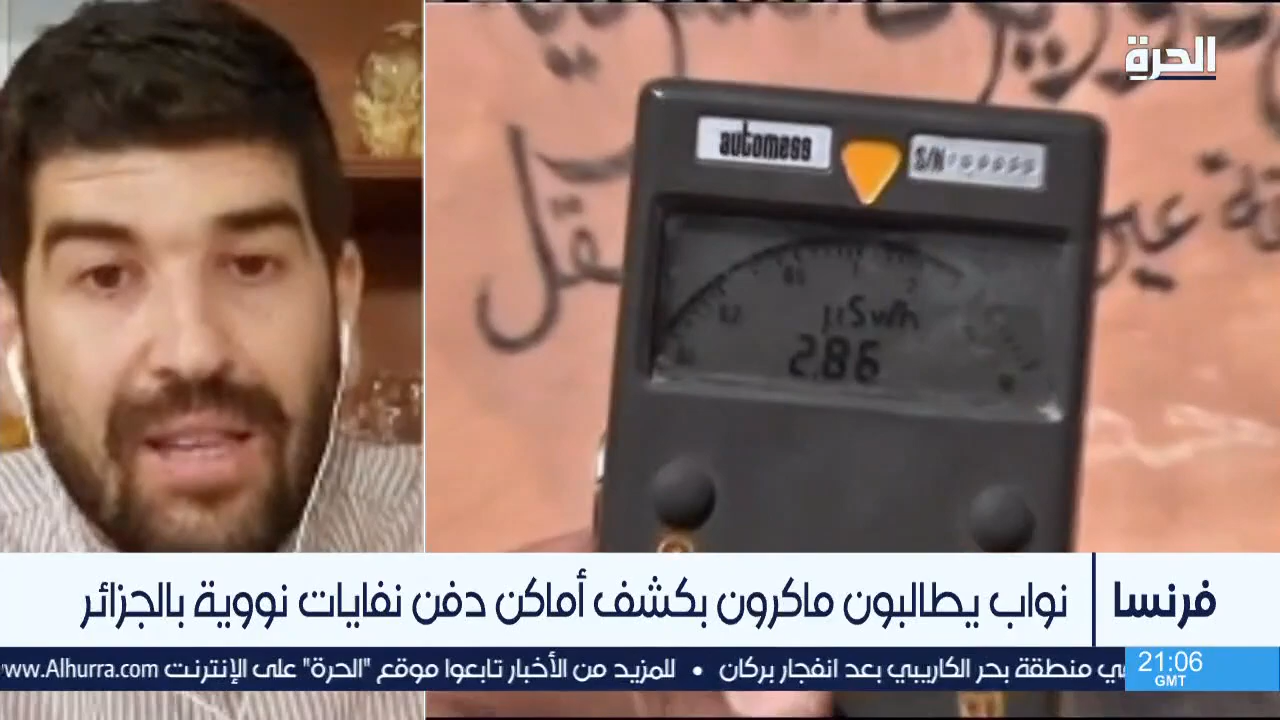 الحرة
automess
S/N
µSv/h
2.86
فرنسا
نواب يطالبون ماكرون بكشف أماكن دفن نفايات نووية بالجزائر
21:06
GMT
في منطقة بحر الكاريبي بعد انفجار بركان • للمزيد من الأخبار تابعوا موقع "الحرة" على الإنترنت www.Alhurra.com